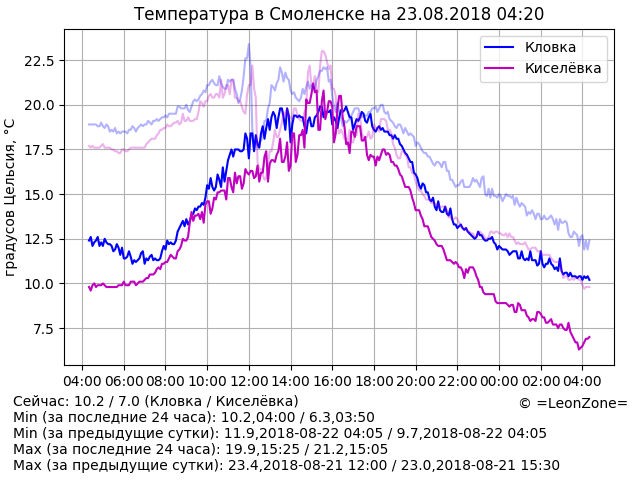 Температура в Смоленске на 23.08.2018 04:20
Кловка
Киселёвка
градусов Цельсия, °C
22.5
20.0
17.5
15.0
12.5
10.0
7.5
04:00 06:00 08:00 10:00 12:00 14:00 16:00 18:00 20:00 22:00 00:00 02:00 04:00
Сейчас: 10.2 / 7.0 (Кловка / Киселёвка)
© =LeonZone=
Min (за последние 24 часа): 10.2,04:00 / 6.3,03:50
Min (за предыдущие сутки): 11.9,2018-08-22 04:05 / 9.7,2018-08-22 04:05
Max (за последние 24 часа): 19.9,15:25 / 21.2,15:05
Max (за предыдущие сутки): 23.4,2018-08-21 12:00 / 23.0,2018-08-21 15:30